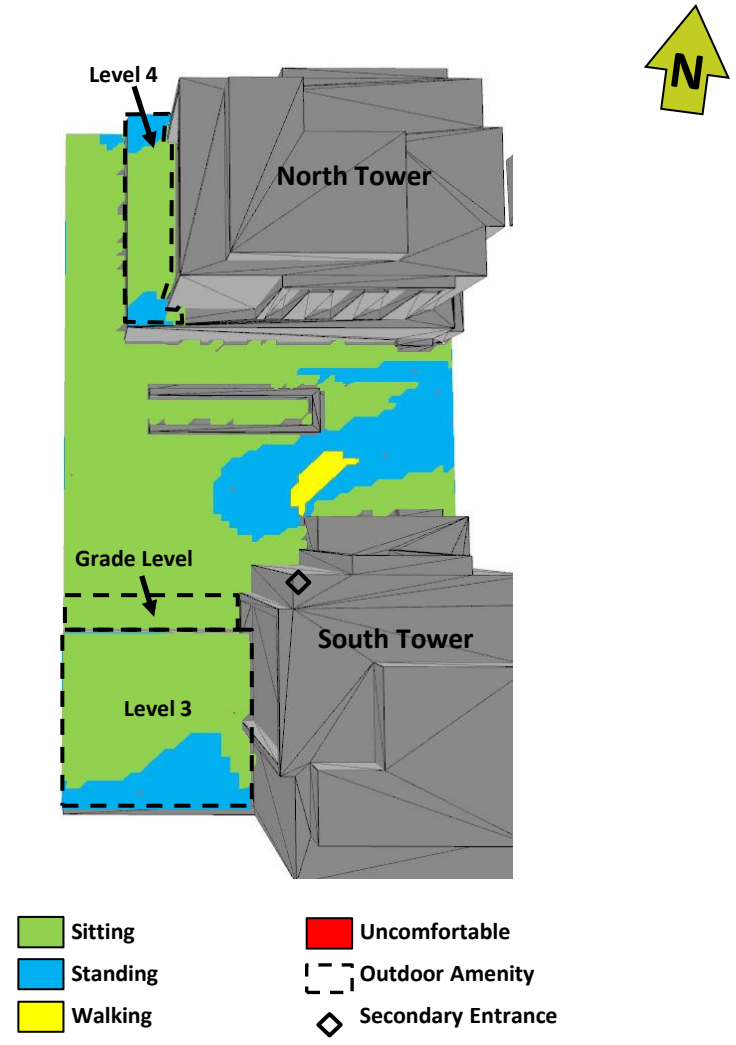 N
Level 4
North Tower
Grade Level
South Tower
Level 3
Sitting
Uncomfortable
Standing
Outdoor Amenity
Walking
Secondary Entrance